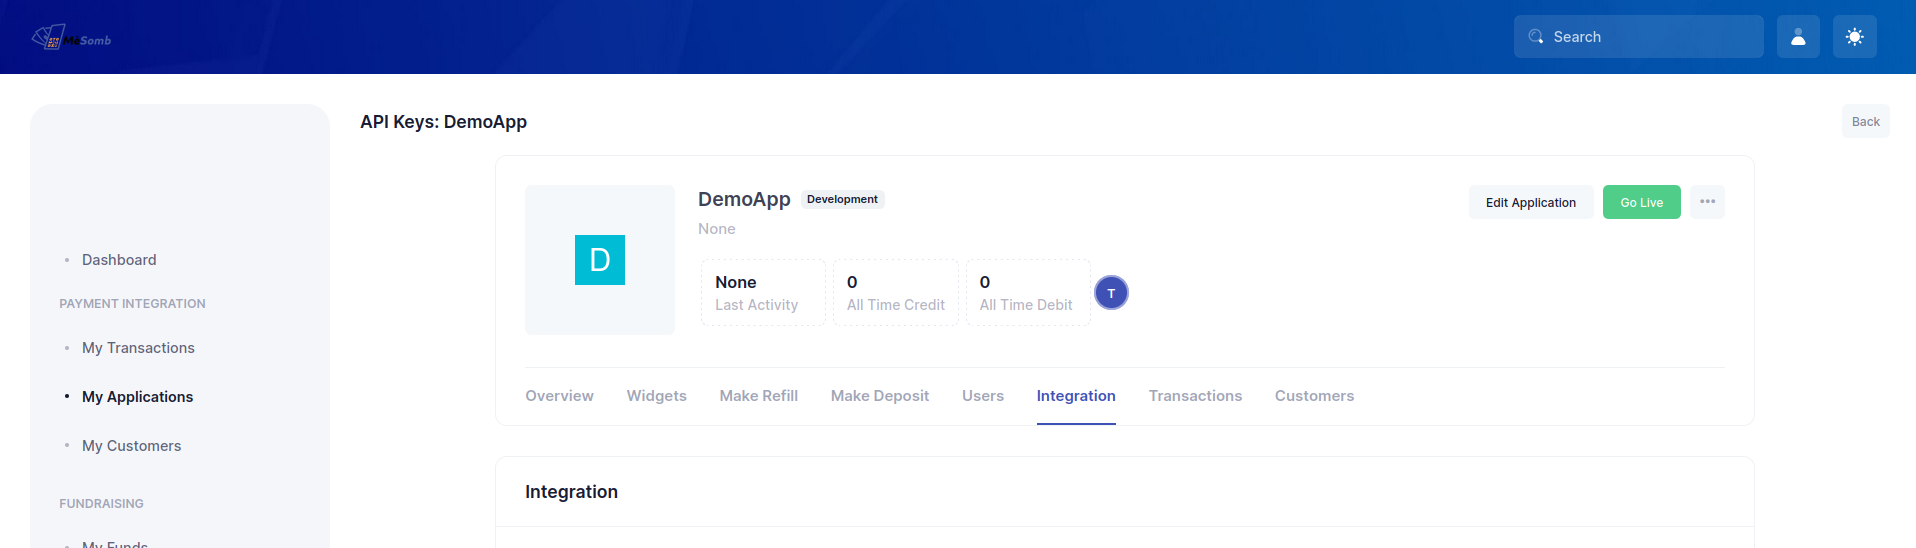 MeSomb
Search
API Keys: DemoApp
Back
D
DemoApp Development
None
Edit Application
Go Live
None
Last Activity
0
All Time Credit
0
All Time Debit
T
Overview Widgets Make Refill Make Deposit Users Integration Transactions Customers
Integration
Dashboard
PAYMENT INTEGRATION
My Transactions
My Applications
My Customers
FUNDRAISING
My Funds